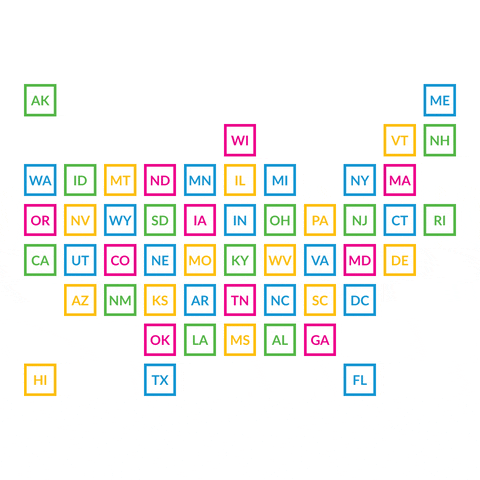 AK ME
WI VT NH
WA ID MT ND MN IL MI NY MA
OR NV WY SD IA IN OH PA NJ CT RI
CA UT CO NE MO KY WV VA MD DE
AZ NM KS AR TN NC SC DC
OK LA MS AL GA
HI TX FL